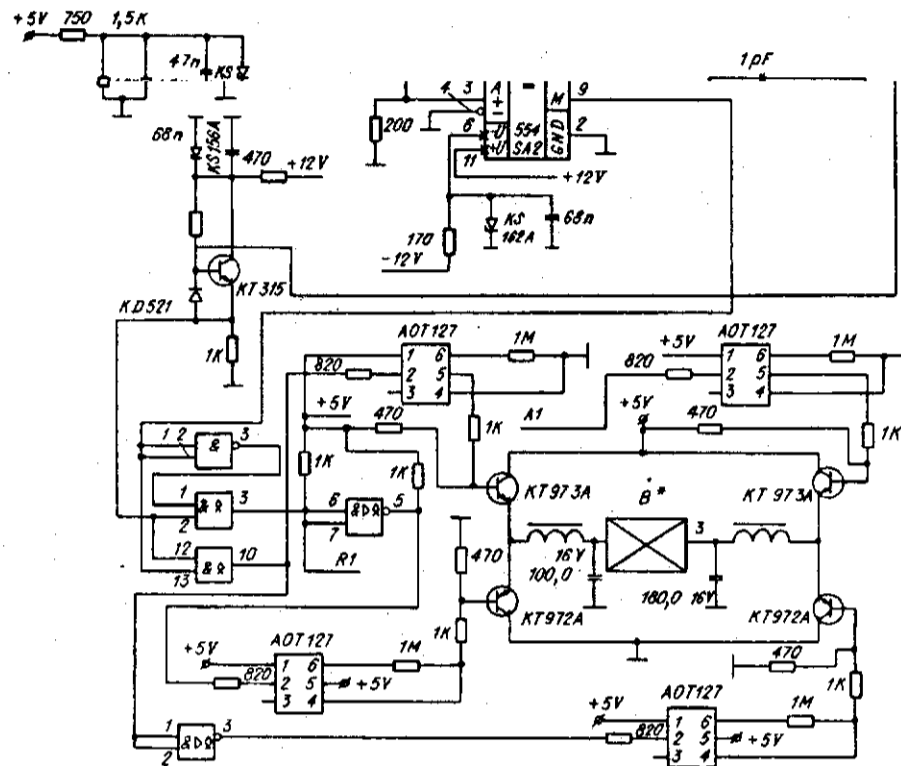 +5V 750 1,5K
47n KS
68n KS156A 470 +12V
KT315
KD521
1K
1pF
4 3 A = M 9
+ −
200 6 -U 554 GND 2
11 +U SA2
+12V
KS 162A 68n
170
-12V
AOT127
820 1 6 1M
2 5
3 4
+5V 470 1K
1K 1K
A1
AOT127
+5V 1 6 1M
820 2 5
3 4
+5V 470 1K
1 2 & 3
1 3
2
12 10
13
6 5
7
R1
KT973A KT973A
B*
3
16V 100,0
180,0 16V
470
KT972A KT972A
1K
AOT127
+5V 1 6 1M
820 2 5 +5V
3 4
470
1K
AOT127
+5V 1 6 1M
820 2 5 +5V
3 4
1 3
2